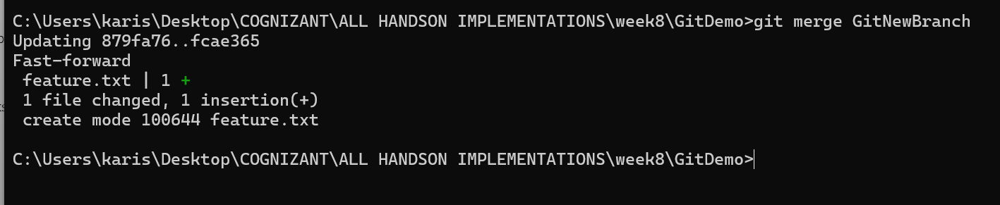 C:\Users\karis\Desktop\COGNIZANT\ALL HANDSON IMPLEMENTATIONS\week8\GitDemo>git merge GitNewBranch
Updating 879fa76..fcae365
Fast-forward
 feature.txt | 1 +
 1 file changed, 1 insertion(+)
 create mode 100644 feature.txt
C:\Users\karis\Desktop\COGNIZANT\ALL HANDSON IMPLEMENTATIONS\week8\GitDemo>